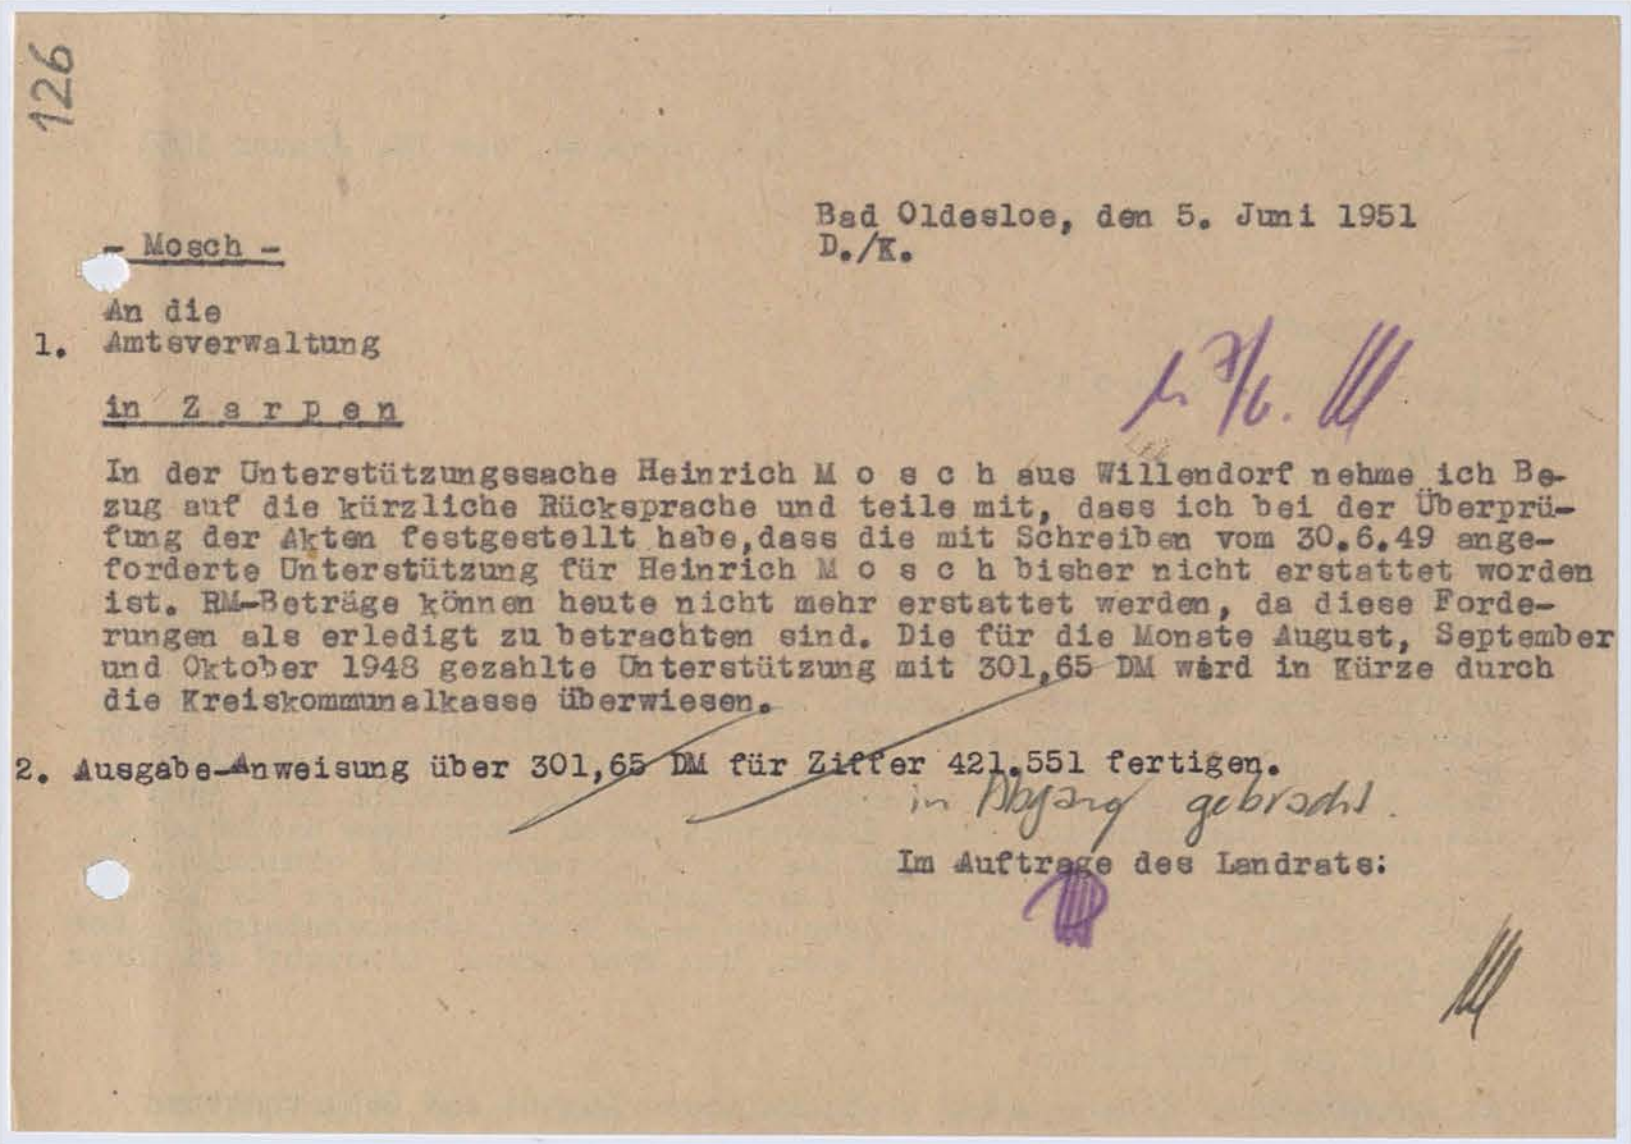 126
Bad Oldesloe, den 5. Juni 1951
- Mosch -
D./K.
An die
1. Amtsverwaltung
in Z a r p e n
7/6.
In der Unterstützungssache Heinrich M o s c h aus Willendorf nehme ich Be-
zug auf die kürzliche Rücksprache und teile mit, dass ich bei der Überprü-
fung der Akten festgestellt habe, dass die mit Schreiben vom 30.6.49 ange-
forderte Unterstützung für Heinrich M o s c h bisher nicht erstattet worden
ist. RM-Beträge können heute nicht mehr erstattet werden, da diese Forde-
rungen als erledigt zu betrachten sind. Die für die Monate August, September
und Oktober 1948 gezahlte Unterstützung mit 301,65 DM wird in Kürze durch
die Kreiskommunalkasse überwiesen.
2. Ausgabe-Anweisung über 301,65 DM für Ziffer 421.551 fertigen.
in Abgang gebracht.
Im Auftrage des Landrats: